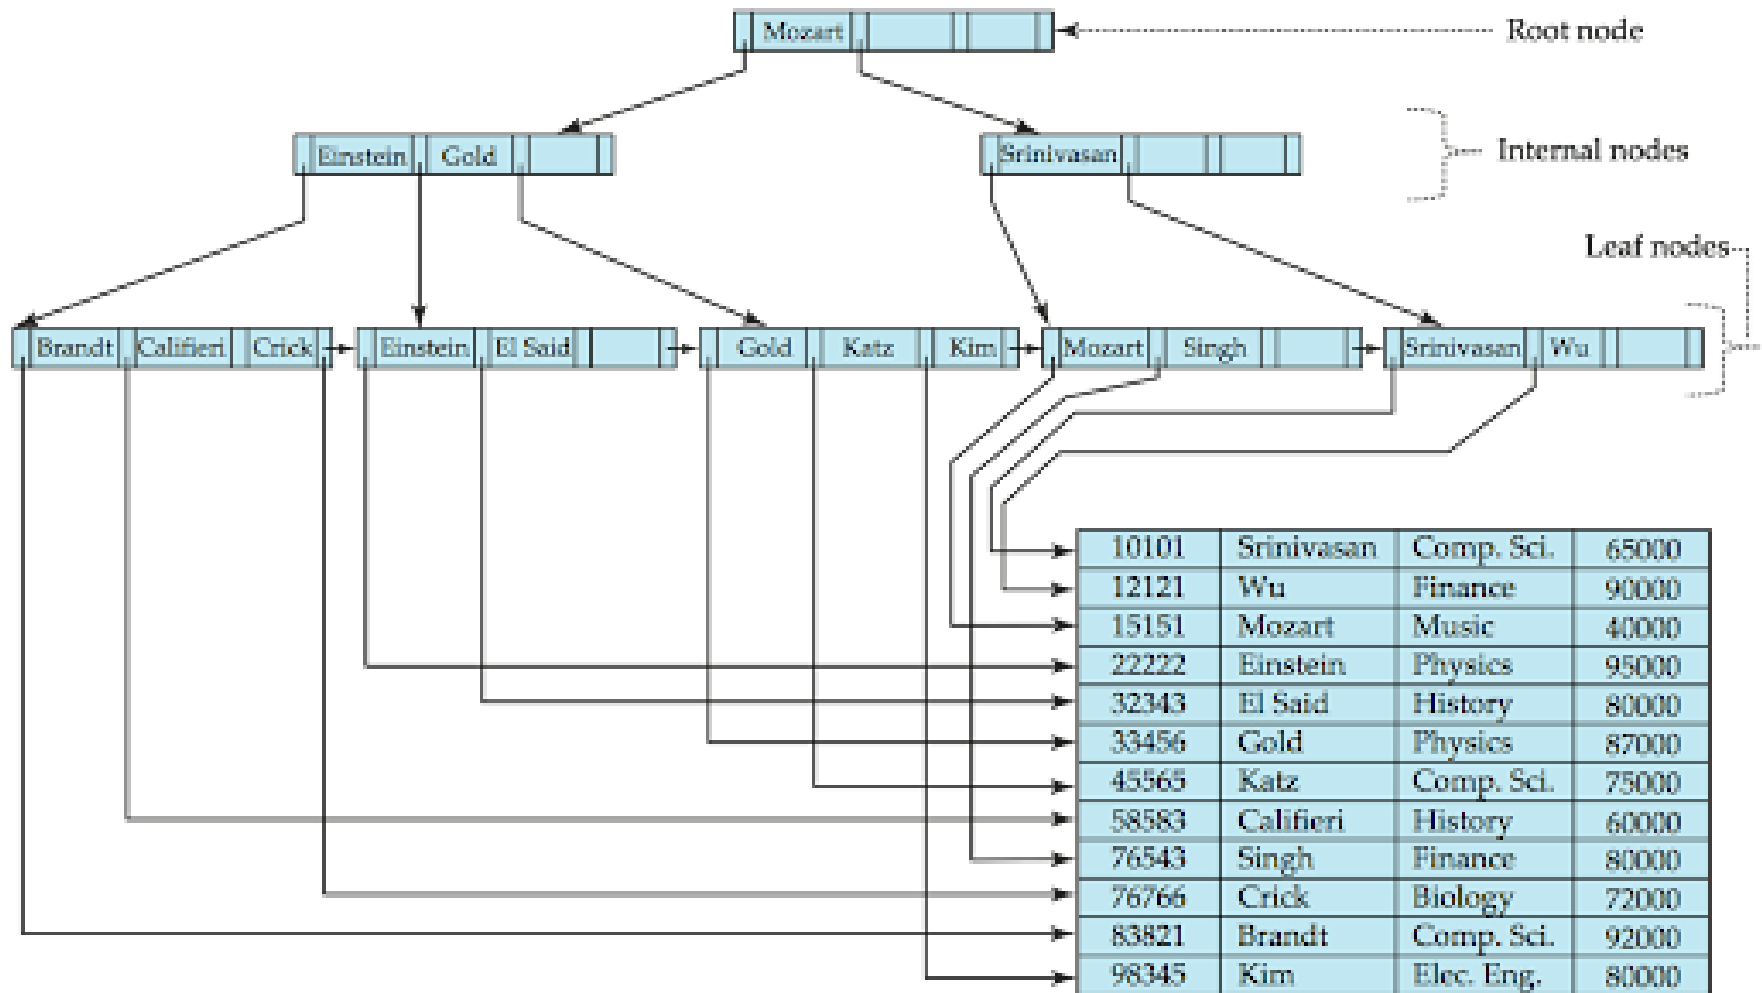 Mozart
Root node
Einstein Gold
Srinivasan
Internal nodes
Leaf nodes
Brandt Califieri Crick Einstein El Said Gold Katz Kim Mozart Singh Srinivasan Wu
10101 Srinivasan Comp. Sci. 65000
12121 Wu Finance 90000
15151 Mozart Music 40000
22222 Einstein Physics 95000
32343 El Said History 80000
33456 Gold Physics 87000
45565 Katz Comp. Sci. 75000
58583 Califieri History 60000
76543 Singh Finance 80000
76766 Crick Biology 72000
83821 Brandt Comp. Sci. 92000
98345 Kim Elec. Eng. 80000